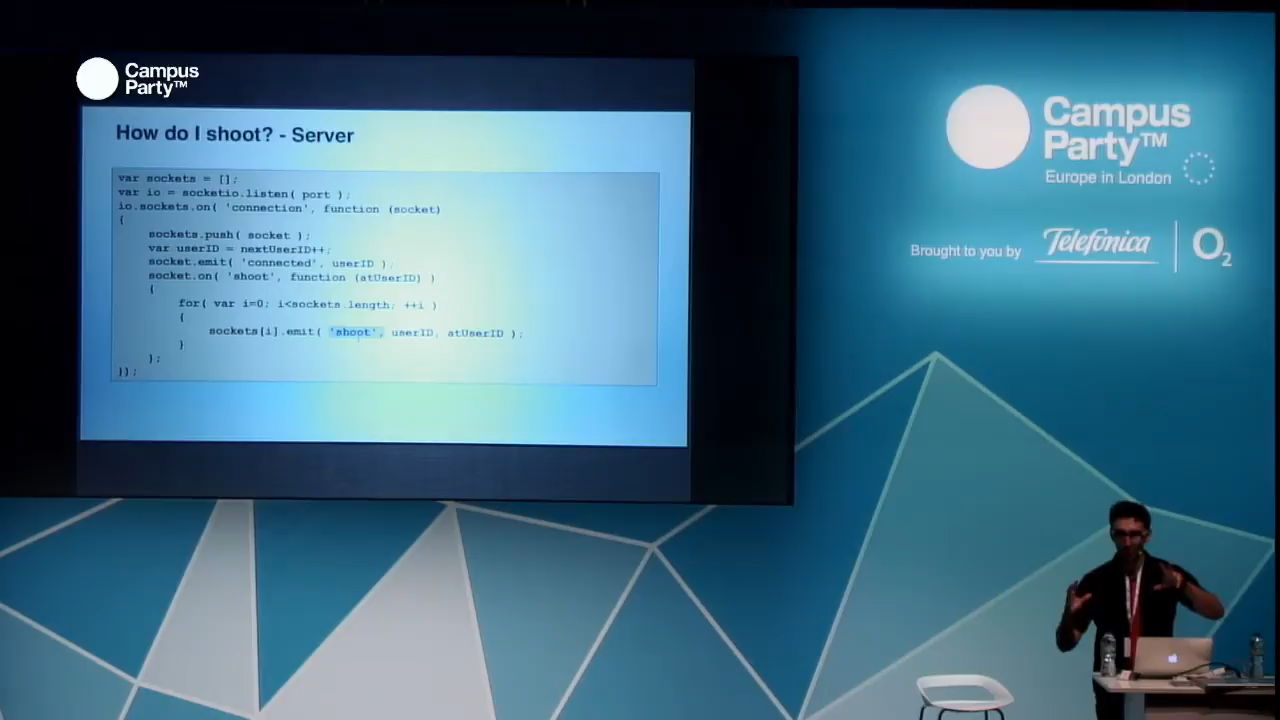 Campus
Party™
How do I shoot? - Server
var sockets = [];
var io = socketio.listen( port );
io.sockets.on( 'connection', function (socket)
{
sockets.push( socket );
var userID = nextUserID++;
socket.emit( 'connected', userID );
socket.on( 'shoot', function (atUserID) )
{
for( var i=0; i<sockets.length; ++i )
{
sockets[i].emit( 'shoot', userID, atUserID );
}
};
});
Campus
Party™
Europe in London
Brought to you by Telefónica O2